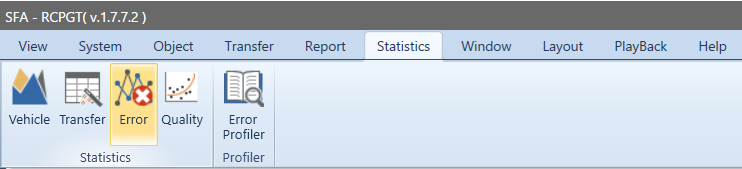 SFA - RCPGT( v.1.7.7.2 )
View System Object Transfer Report Statistics Window Layout PlayBack Help
Vehicle Transfer Error Quality Error
Profiler
Statistics Profiler